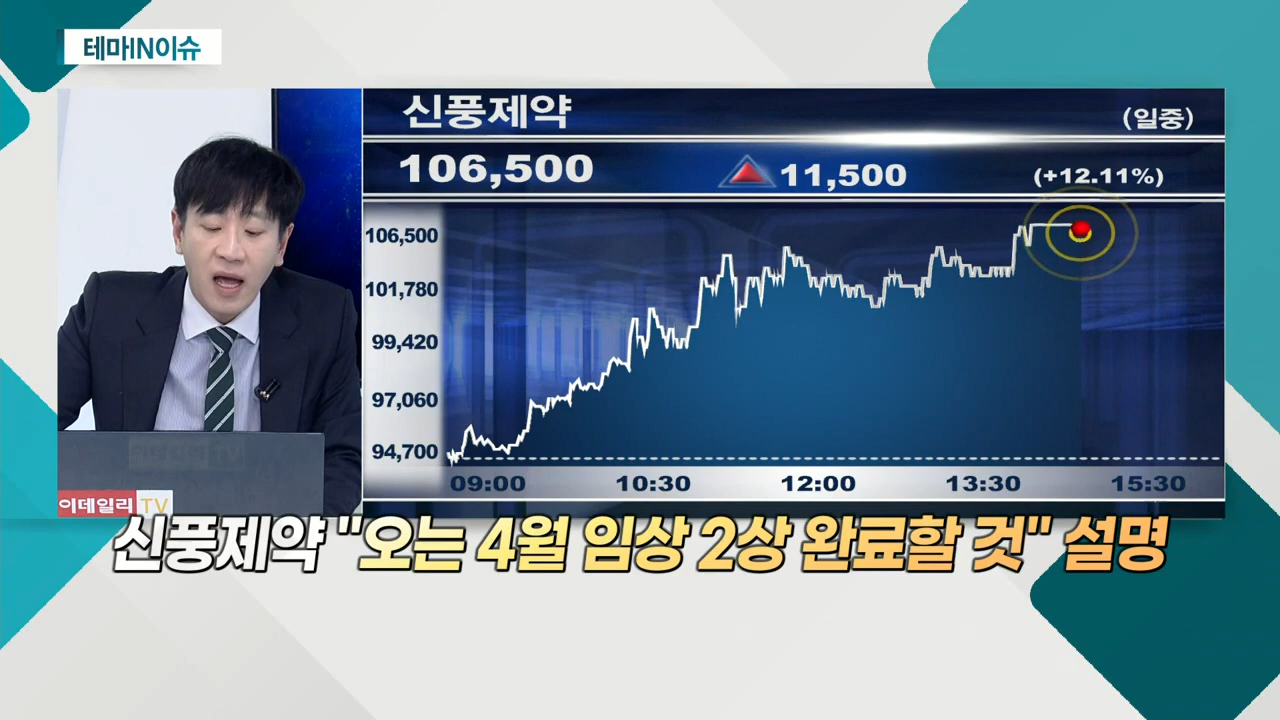 테마IN이슈
신풍제약
(일중)
106,500 ▲ 11,500 (+12.11%)
106,500
101,780
99,420
97,060
94,700
09:00 10:30 12:00 13:30 15:30
이데일리 TV
신풍제약 "오는 4월 임상 2상 완료할 것" 설명